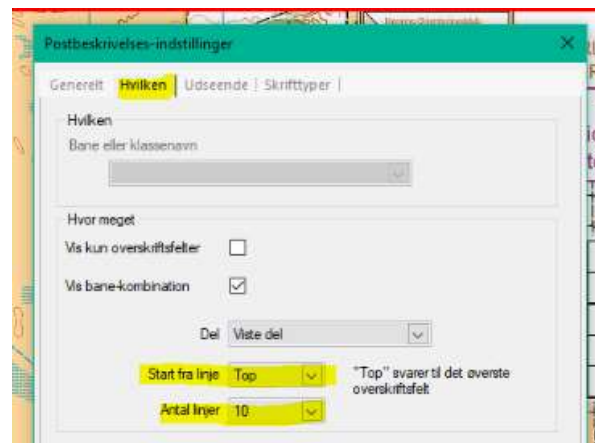 Postbeskrivelses-indstillinger
Generelt Hvilken Udseende Skrifttyper
Hvilken
Bane eller klassenavn
Hvor meget
Vis kun overskriftsfelter
Vis bane-kombination
Del Viste del
Start fra linje Top "Top" svarer til det øverste
overskriftsfelt
Antal linjer 10